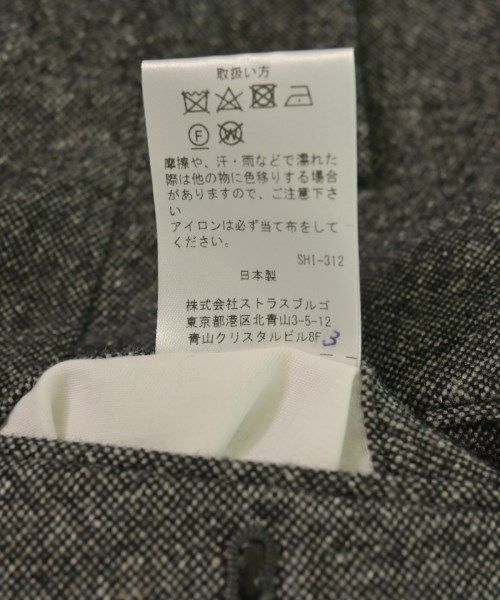 取扱い方
F W
摩擦や、汗・雨などで濡れた
際は他の物に色移りする場合
がありますので、ご注意下さ
い
アイロンは必ず当て布をして
ください。
SHI-312
日本製
株式会社ストラスブルゴ
東京都港区北青山3-5-12
青山クリスタルビル8F
3